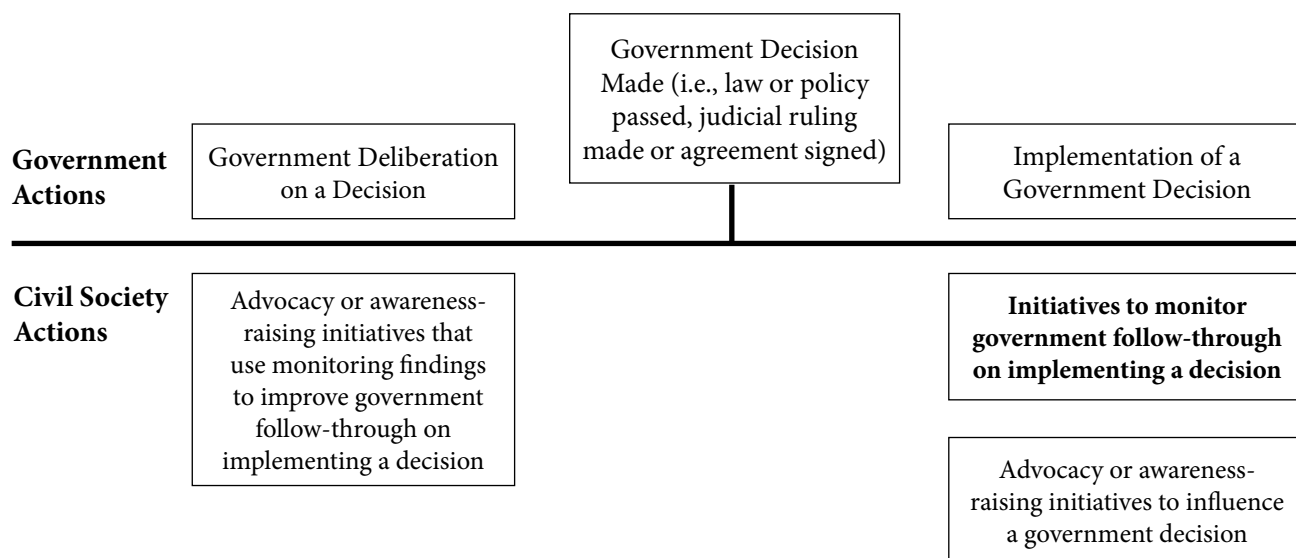 Government
Actions
Government Deliberation
on a Decision
Government Decision
Made (i.e., law or policy
passed, judicial ruling
made or agreement signed)
Implementation of a
Government Decision
Civil Society
Actions
Advocacy or awareness-
raising initiatives that
use monitoring findings
to improve government
follow-through on
implementing a decision
Initiatives to monitor
government follow-through
on implementing a decision
Advocacy or awareness-
raising initiatives to influence
a government decision